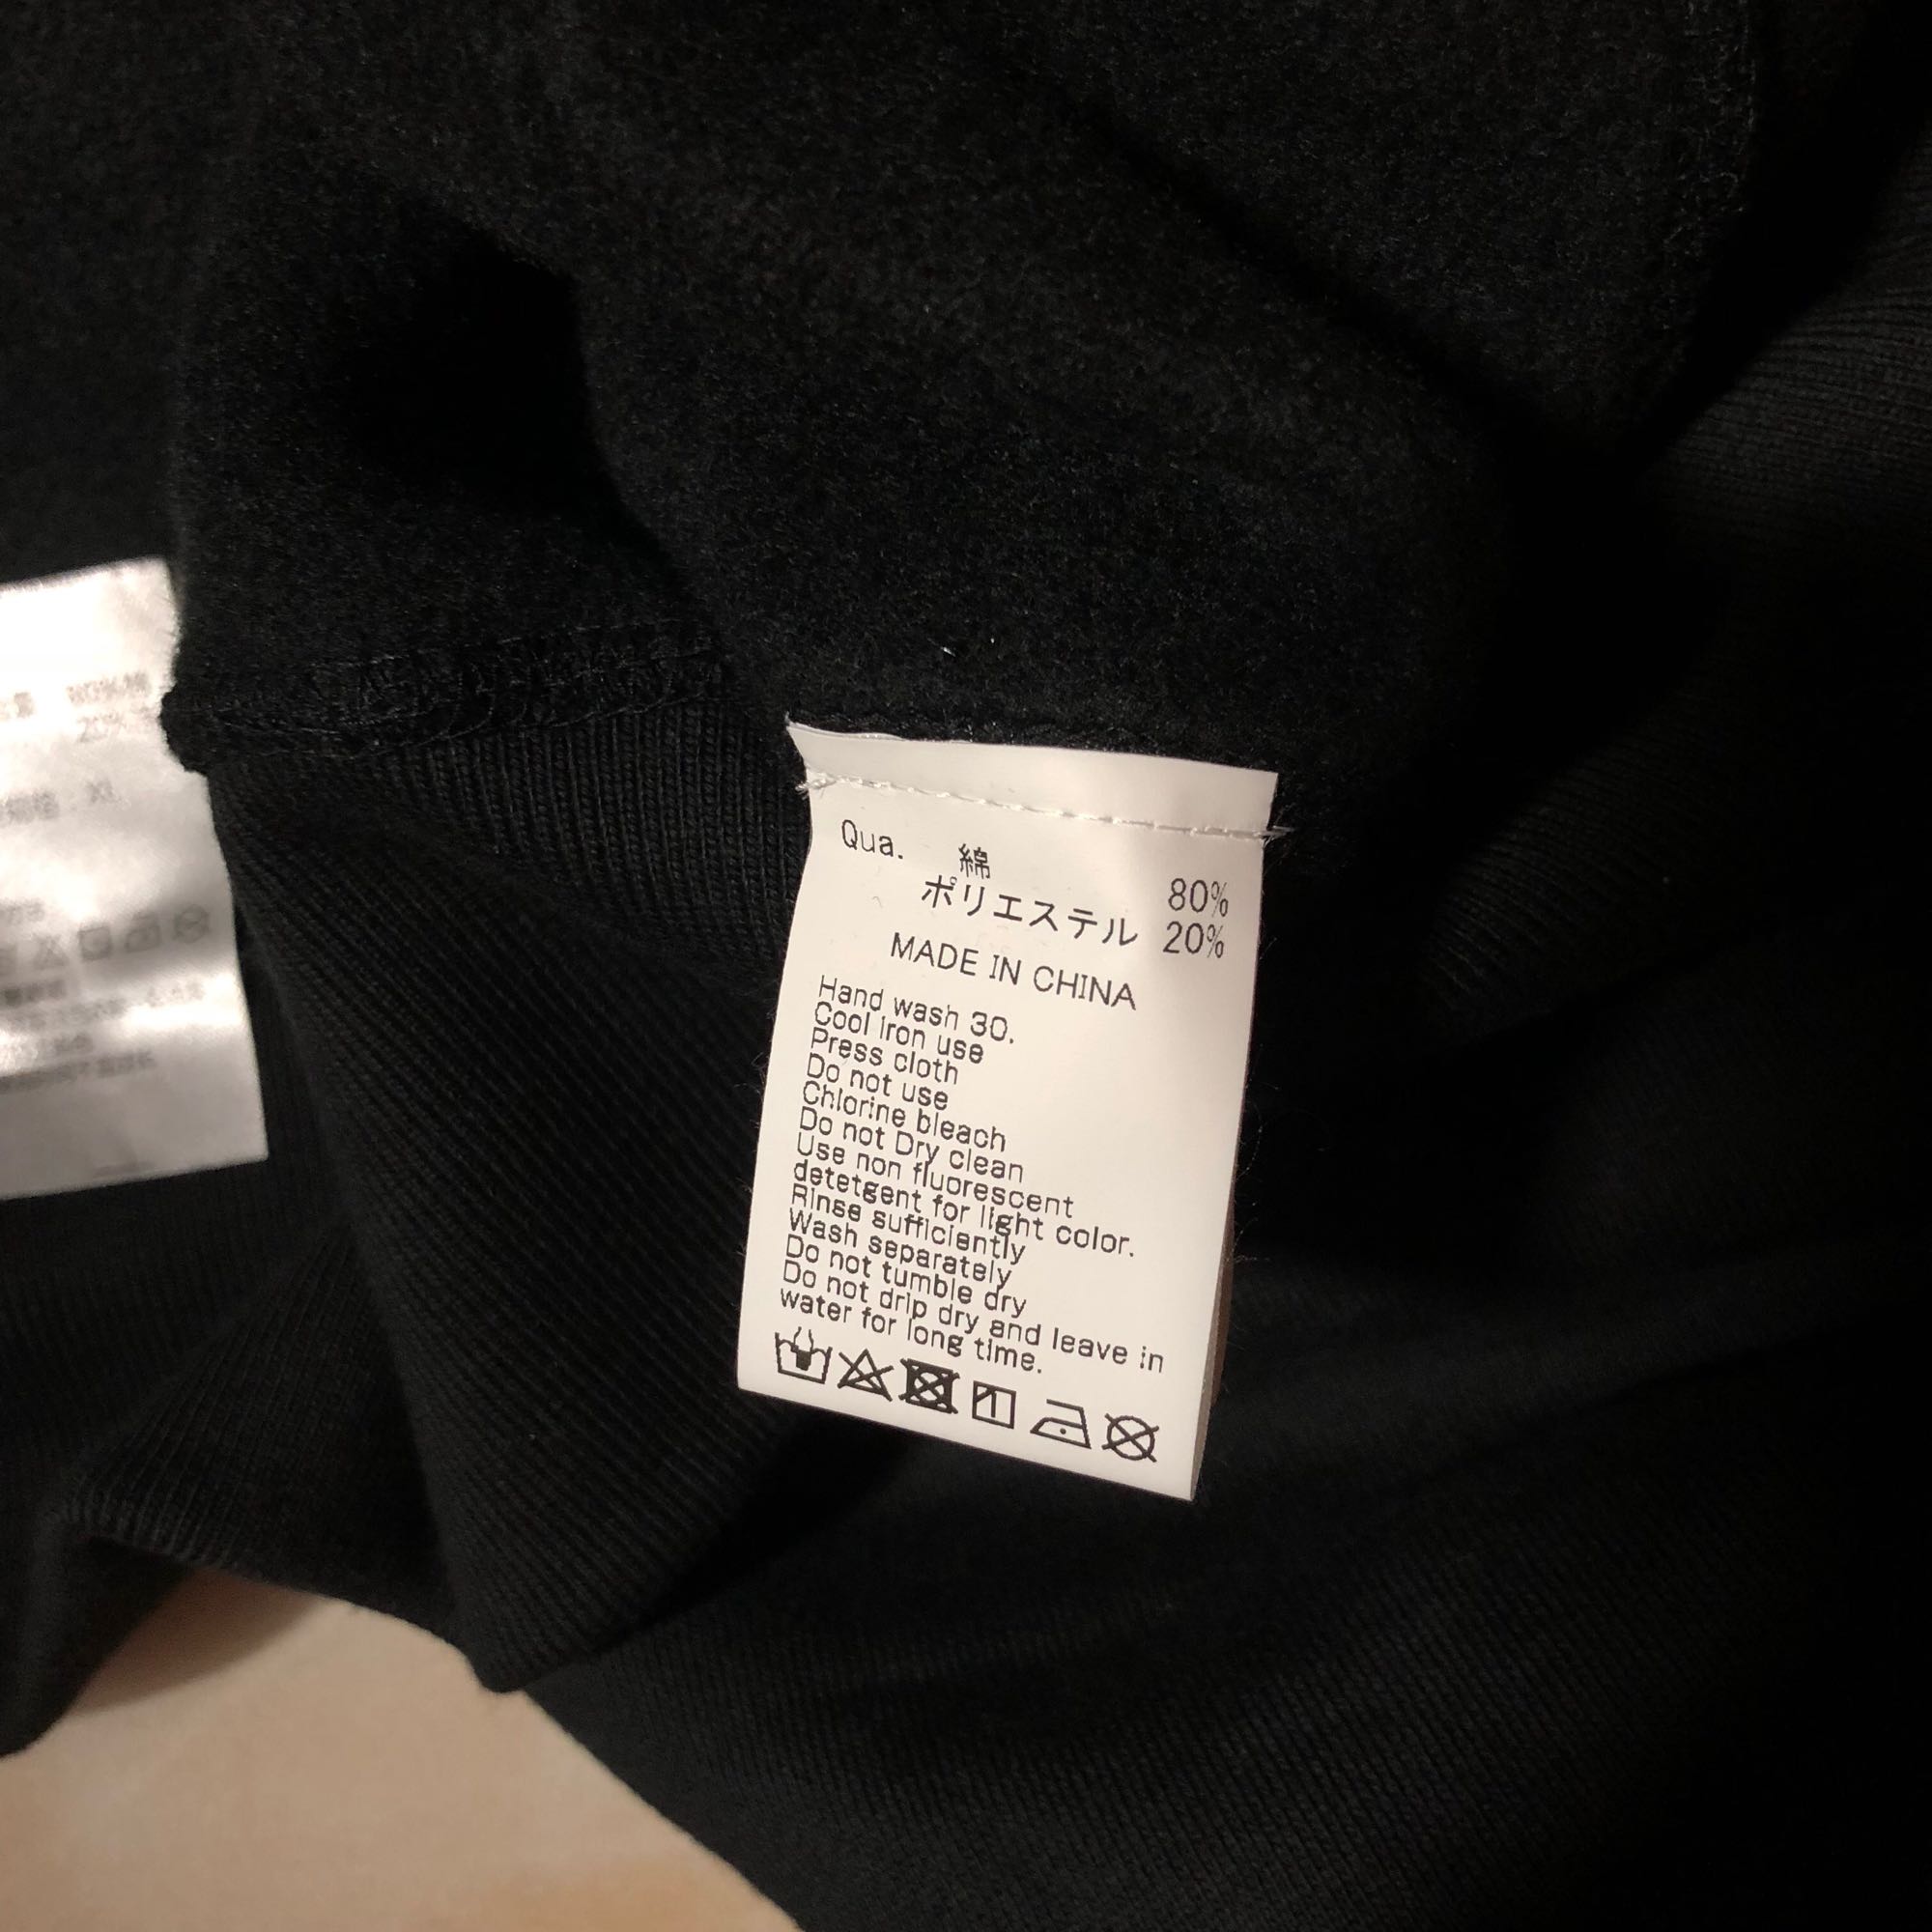 Qua. 綿 80%
ポリエステル 20%
MADE IN CHINA
Hand wash 30.
Cool iron use
Press cloth
Do not use
Chlorine bleach
Do not Dry clean
Use non fluorescent
detetgent for light color.
Rinse sufficiently
Wash separately
Do not tumble dry
Do not drip dry and leave in
water for long time.
20%